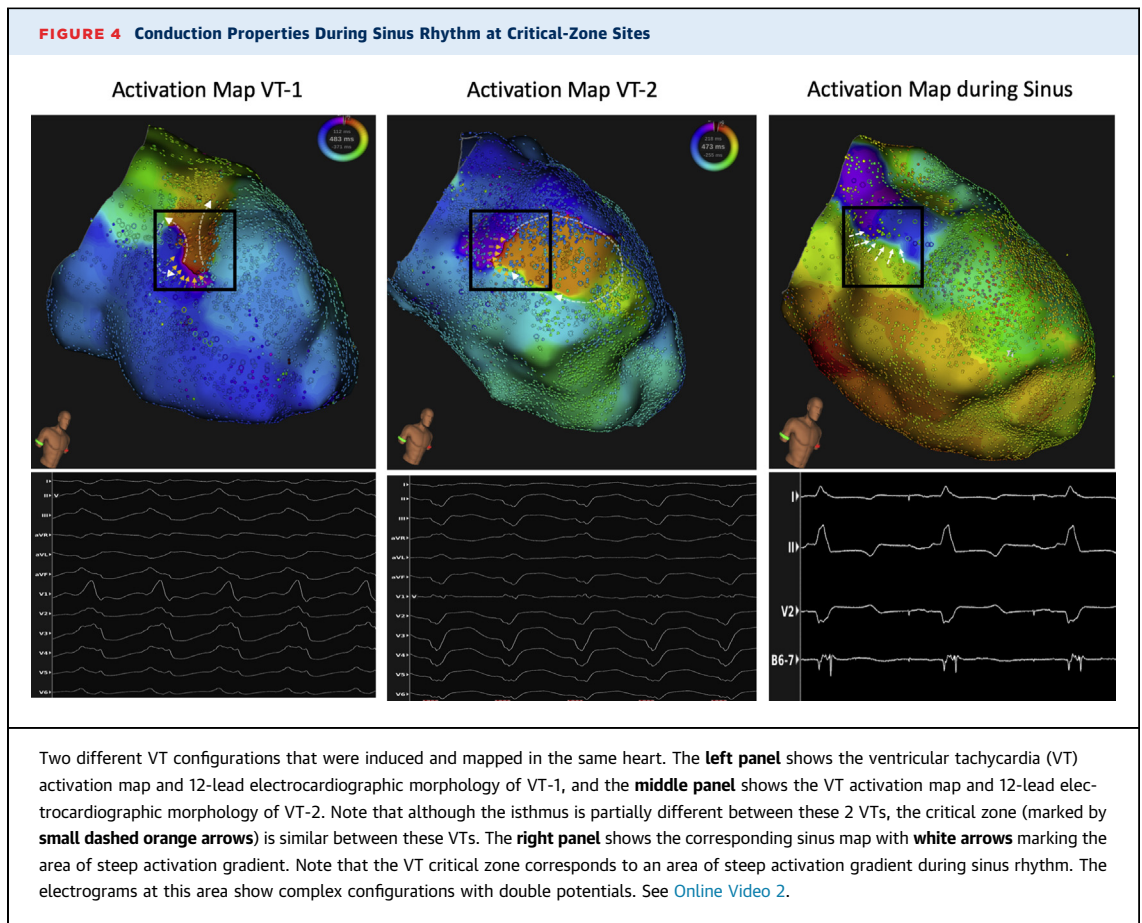 FIGURE 4 Conduction Properties During Sinus Rhythm at Critical-Zone Sites
Activation Map VT-1
Activation Map VT-2
Activation Map during Sinus
483 ms
-371 ms
473 ms
I
II
V
III
aVR
aVL
aVF
V1
V2
V3
V4
V5
V6
I
II
III
aVR
aVL
aVF
V1
V
V2
V3
V4
V5
V6
I
II
V2
B6-7
Two different VT configurations that were induced and mapped in the same heart. The left panel shows the ventricular tachycardia (VT)
activation map and 12-lead electrocardiographic morphology of VT-1, and the middle panel shows the VT activation map and 12-lead elec-
trocardiographic morphology of VT-2. Note that although the isthmus is partially different between these 2 VTs, the critical zone (marked by
small dashed orange arrows) is similar between these VTs. The right panel shows the corresponding sinus map with white arrows marking the
area of steep activation gradient. Note that the VT critical zone corresponds to an area of steep activation gradient during sinus rhythm. The
electrograms at this area show complex configurations with double potentials. See Online Video 2.